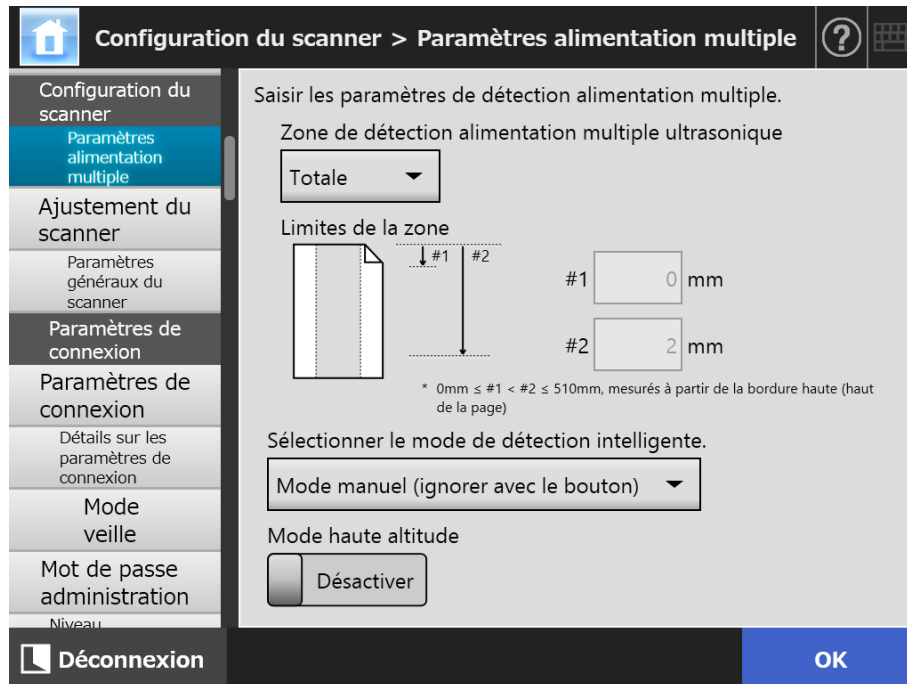 Configuration du scanner > Paramètres alimentation multiple
?
Configuration du
scanner
Paramètres
alimentation
multiple
Ajustement du
scanner
Paramètres
généraux du
scanner
Paramètres de
connexion
Paramètres de
connexion
Détails sur les
paramètres de
connexion
Mode
veille
Mot de passe
administration
Niveau
Saisir les paramètres de détection alimentation multiple.
Zone de détection alimentation multiple ultrasonique
Totale
Limites de la zone
#1 #2
#1 0 mm
#2 2 mm
* 0mm ≤ #1 < #2 ≤ 510mm, mesurés à partir de la bordure haute (haut
de la page)
Sélectionner le mode de détection intelligente.
Mode manuel (ignorer avec le bouton)
Mode haute altitude
Désactiver
Déconnexion
OK